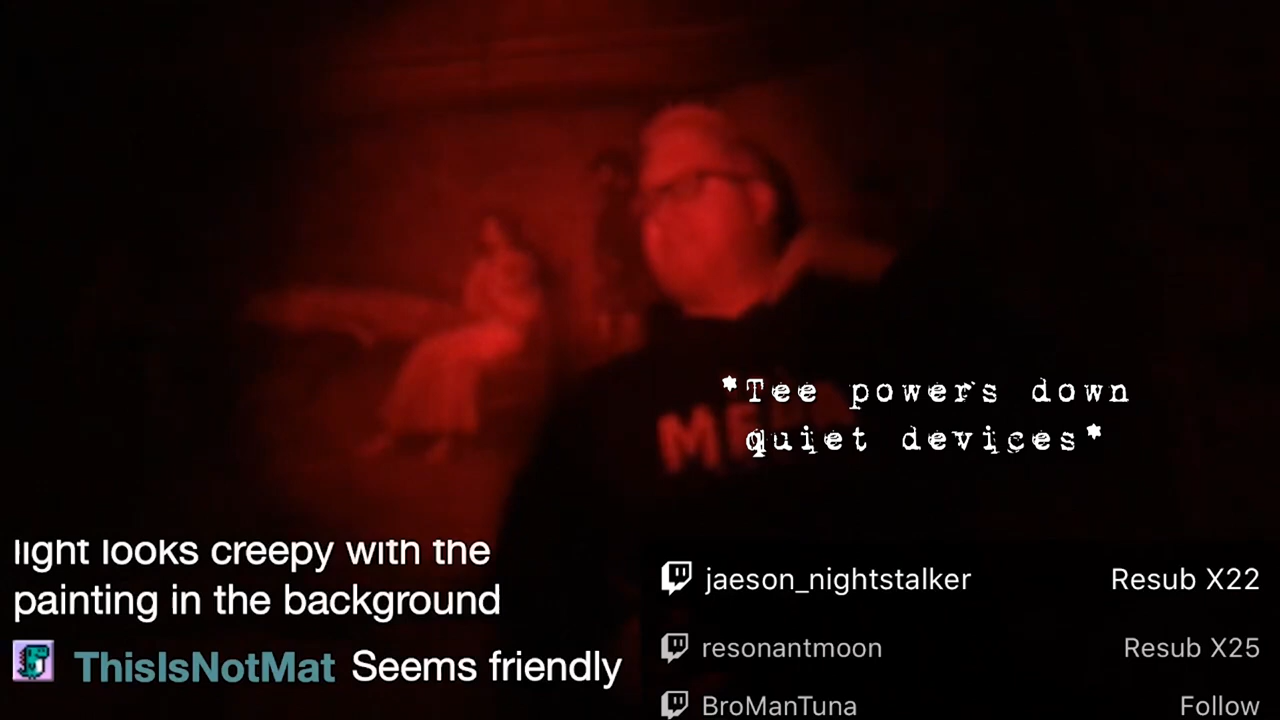 *Tee powers down
quiet devices*
light looks creepy with the
painting in the background
ThisIsNotMat Seems friendly
jaeson_nightstalker Resub X22
resonantmoon Resub X25
BroManTuna Follow